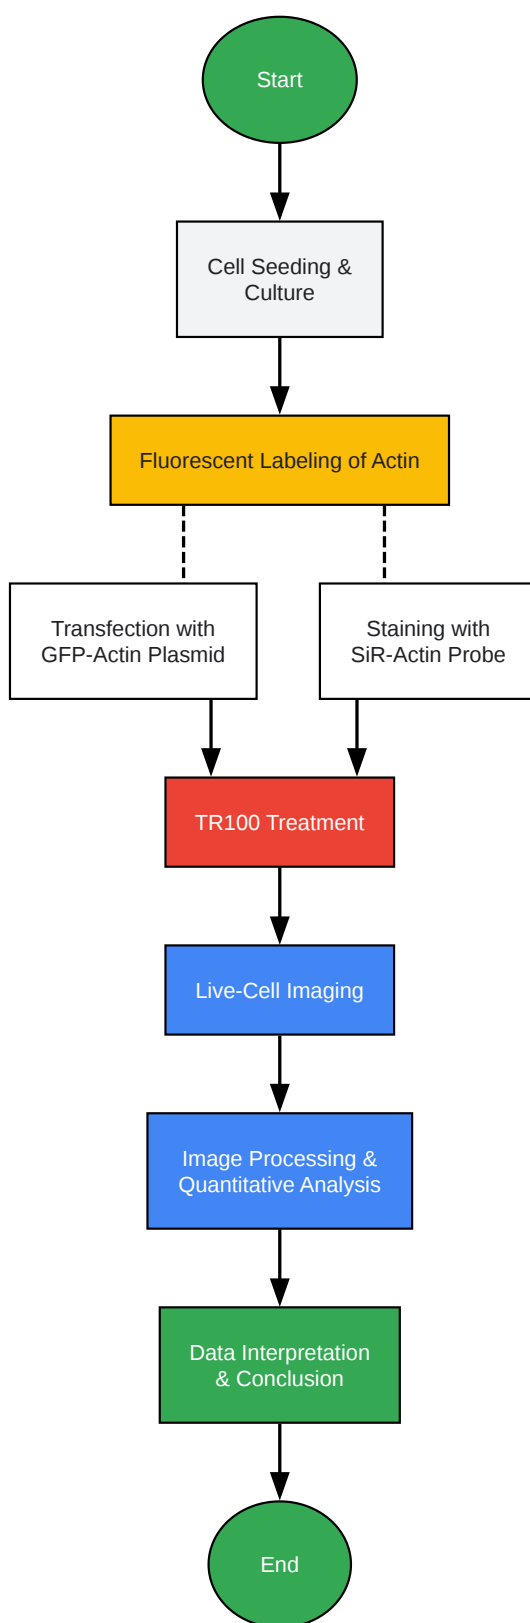 Start
Cell Seeding &
Culture
Fluorescent Labeling of Actin
Transfection with
GFP-Actin Plasmid
Staining with
SiR-Actin Probe
TR100 Treatment
Live-Cell Imaging
Image Processing &
Quantitative Analysis
Data Interpretation
& Conclusion
End